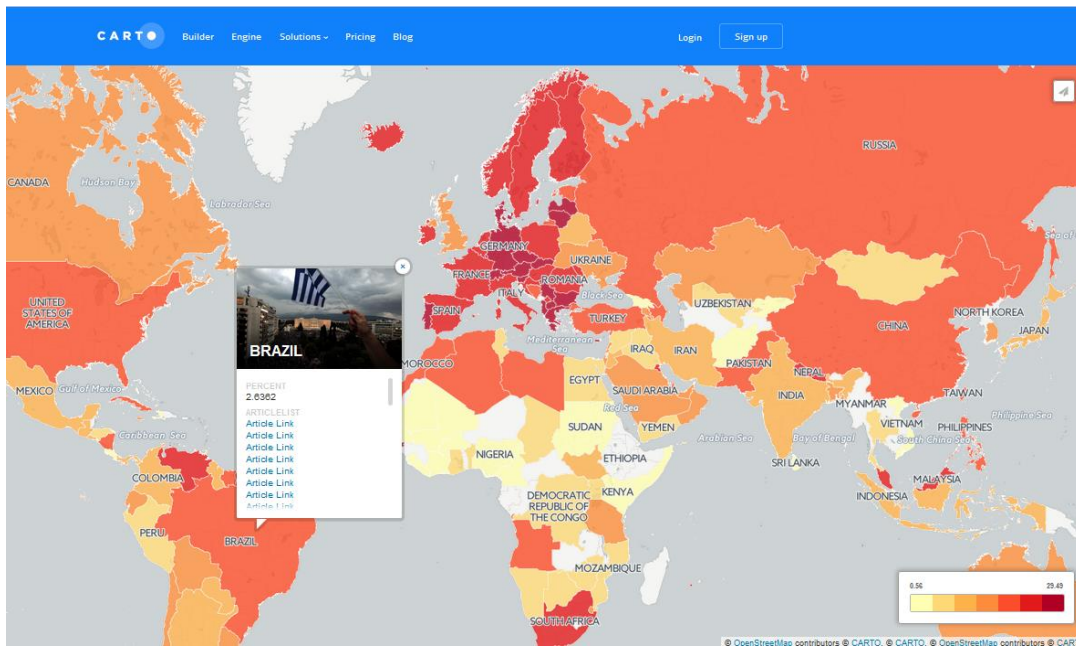 CARTO Builder Engine Solutions Pricing Blog Login Sign up
RUSSIA
CANADA
Hudson Bay
Labrador Sea
GERMANY
UKRAINE
FRANCE
ROMANIA
ITALY
Black Sea
SPAIN
UZBEKISTAN
TURKEY
NORTH KOREA
UNITED
STATES OF
AMERICA
CHINA
JAPAN
Mediterranean
Sea
MOROCCO
IRAQ
IRAN
PAKISTAN
NEPAL
MEXICO
Gulf of Mexico
EGYPT
SAUDI ARABIA
INDIA
TAIWAN
MYANMAR
Red Sea
Philippine Sea
Caribbean Sea
SUDAN
YEMEN
Arabian Sea
Bay of Bengal
VIETNAM
PHILIPPINES
South China Sea
NIGERIA
ETHIOPIA
SRI LANKA
COLOMBIA
MALAYSIA
KENYA
INDONESIA
DEMOCRATIC
REPUBLIC OF
THE CONGO
PERU
BRAZIL
MOZAMBIQUE
SOUTH AFRICA
BRAZIL
PERCENT
2.6362
ARTICLELIST
Article Link
Article Link
Article Link
Article Link
Article Link
Article Link
Article Link
Article Link
0.56 29.49
© OpenStreetMap contributors © CARTO, © CARTO, © OpenStreetMap contributors © CAR